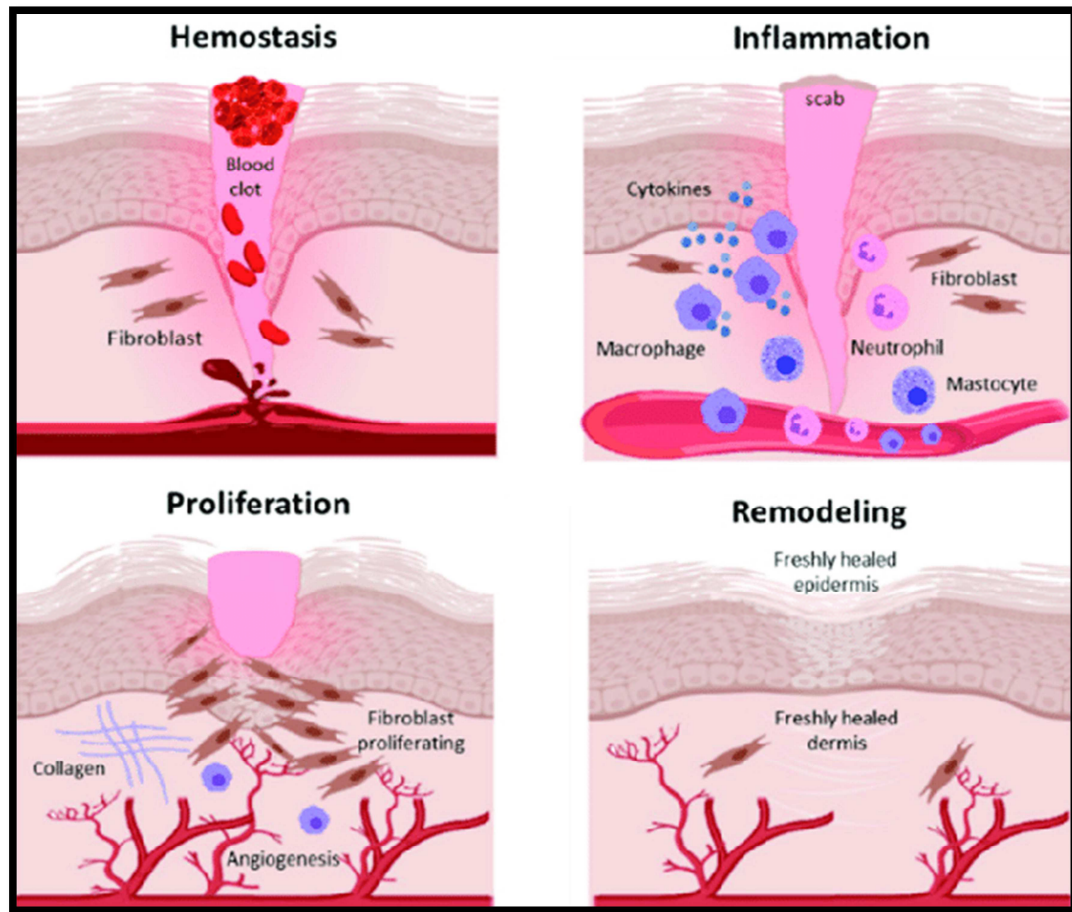 Hemostasis
Blood
clot
Fibroblast
Inflammation
scab
Cytokines
Fibroblast
Macrophage
Neutrophil
Mastocyte
Proliferation
Fibroblast
proliferating
Collagen
Angiogenesis
Remodeling
Freshly healed
epidermis
Freshly healed
dermis